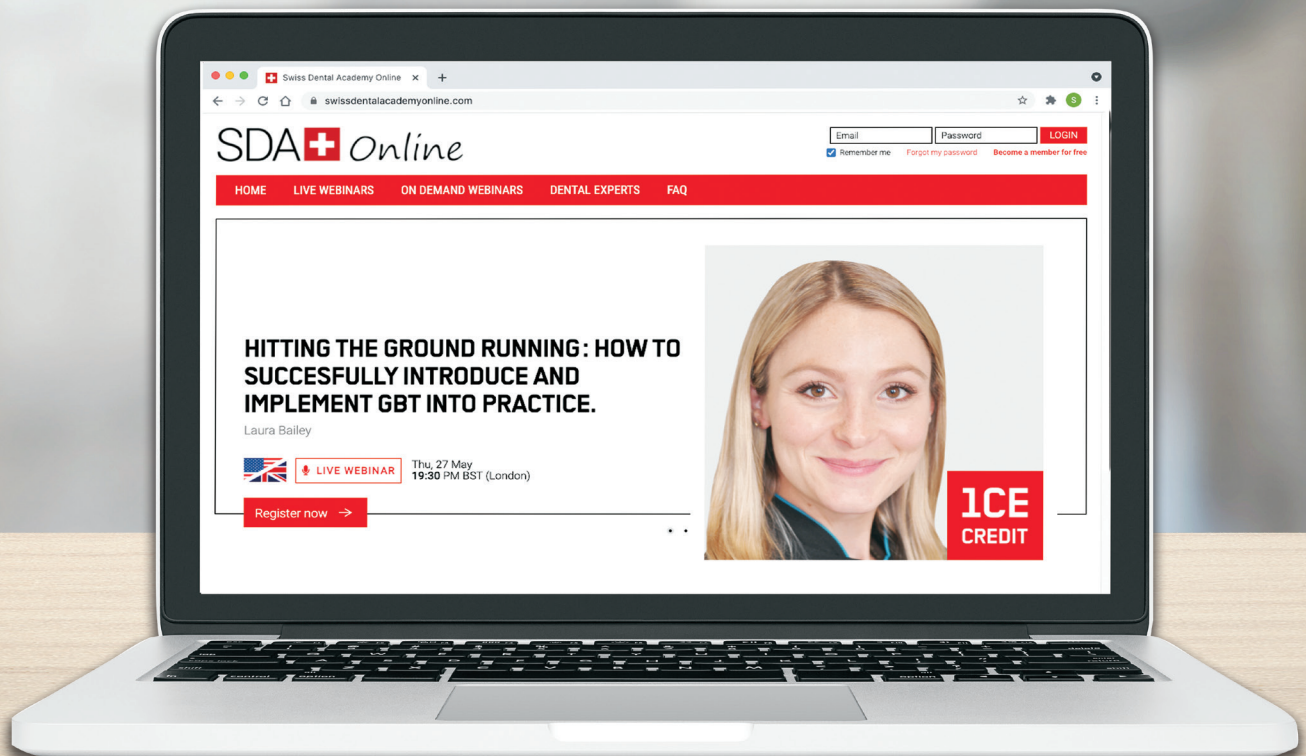 Swiss Dental Academy Online
swissdentalacademyonline.com
S
SDA Online
Email
Password
LOGIN
Remember me
Forgot my password
Become a member for free
HOME
LIVE WEBINARS
ON DEMAND WEBINARS
DENTAL EXPERTS
FAQ
HITTING THE GROUND RUNNING: HOW TO
SUCCESFULLY INTRODUCE AND
IMPLEMENT GBT INTO PRACTICE.
Laura Bailey
LIVE WEBINAR
Thu, 27 May
19:30 PM BST (London)
Register now
1CE
CREDIT